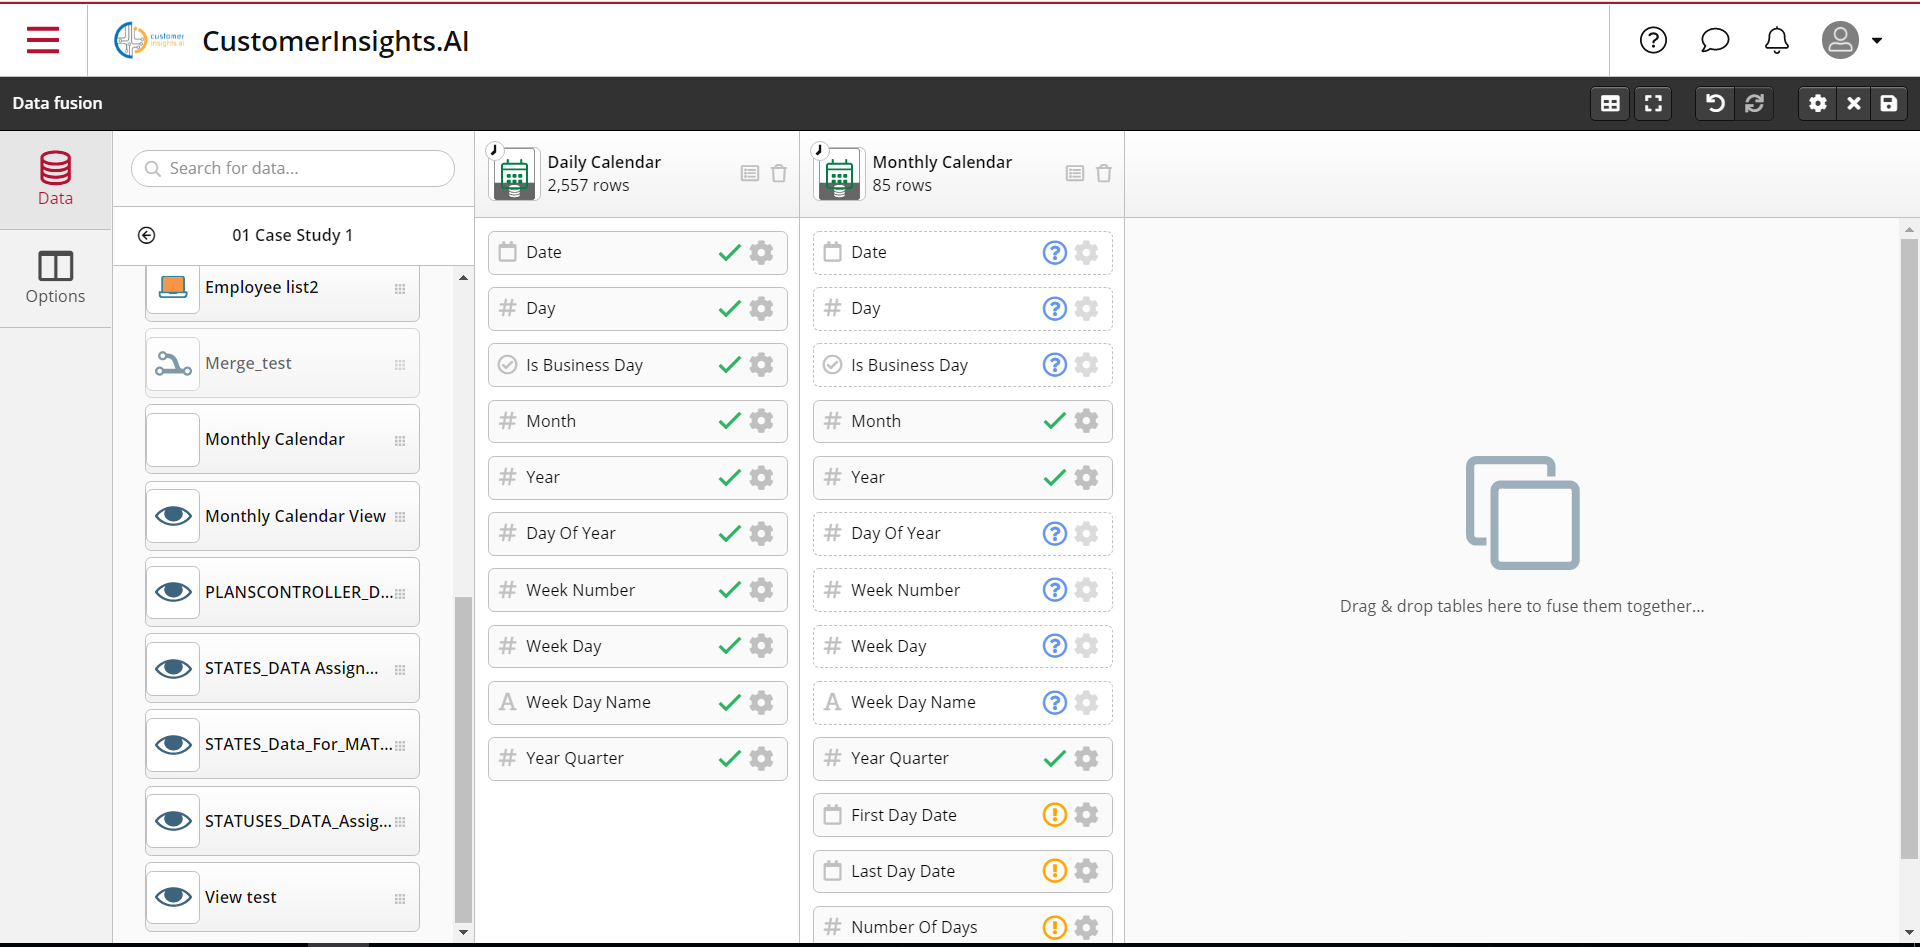 customer
insights.ai
CustomerInsights.AI
Data fusion
Data
Options
Search for data...
01 Case Study 1
Employee list2
Merge_test
Monthly Calendar
Monthly Calendar View
PLANSCONTROLLER_D...
STATES_DATA Assign...
STATES_Data_For_MAT...
STATUSES_DATA_Assig...
View test
Daily Calendar
2,557 rows
Date
Day
Is Business Day
Month
Year
Day Of Year
Week Number
Week Day
A Week Day Name
Year Quarter
Monthly Calendar
85 rows
Date
Day
Is Business Day
Month
Year
Day Of Year
Week Number
Week Day
A Week Day Name
Year Quarter
First Day Date
Last Day Date
Number Of Days
Drag & drop tables here to fuse them together...